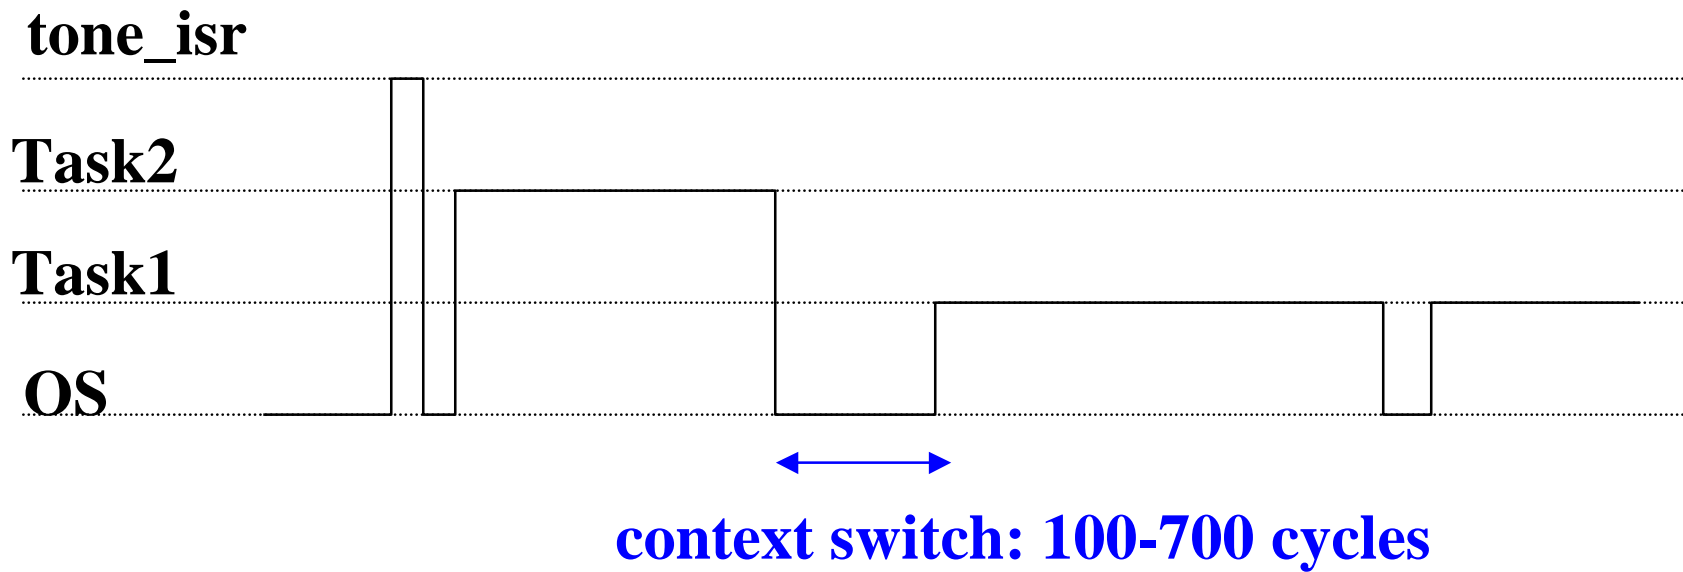 tone_isr
Task2
Task1
OS
context switch: 100-700 cycles